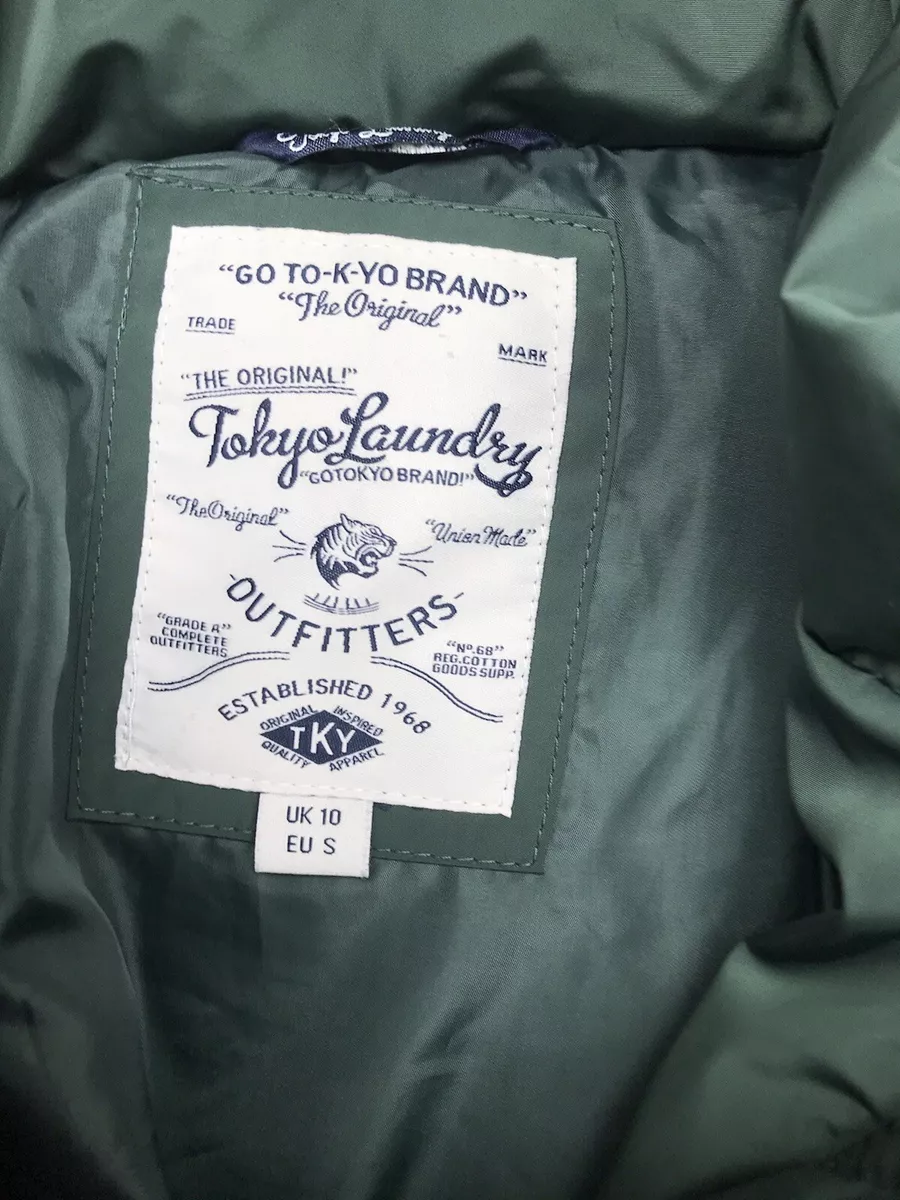 "GO TO-K-YO BRAND"
"The Original"
TRADE
MARK
"THE ORIGINAL!"
Tokyo Laundry
"GOTOKYO BRAND!"
"The Original"
"Union Made"
OUTFITTERS
"GRADE A"
COMPLETE
OUTFITTERS
"Nº.68"
REG.COTTON
GOODS SUPP.
ESTABLISHED 1968
ORIGINAL INSPIRED
TKY
QUALITY APPAREL
UK 10
EU S